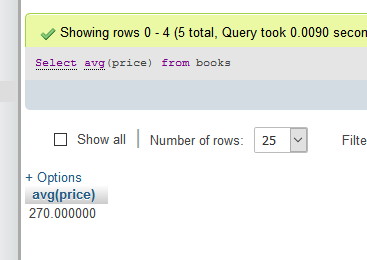 Showing rows 0 - 4 (5 total, Query took 0.0090 secon
Select avg(price) from books
Show all
Number of rows: 25
Filte
+ Options
avg(price)
270.000000